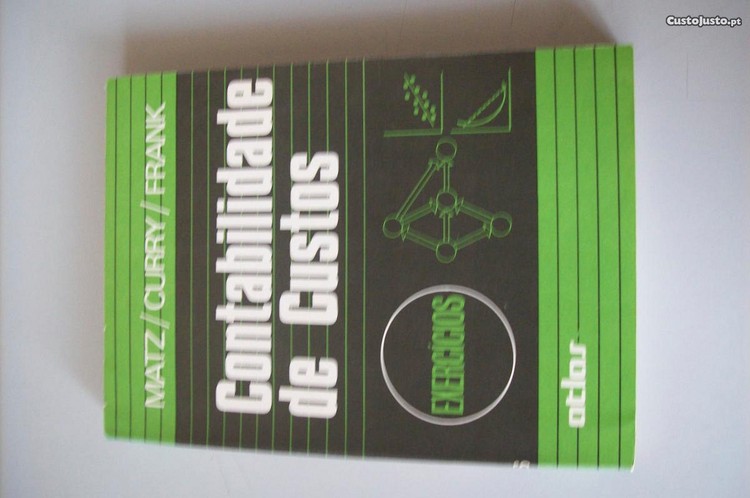 MATZ/CURRY/FRANK
Contabilidade
de Custos
EXERCÍCIOS
atlas
CustoJusto.pt